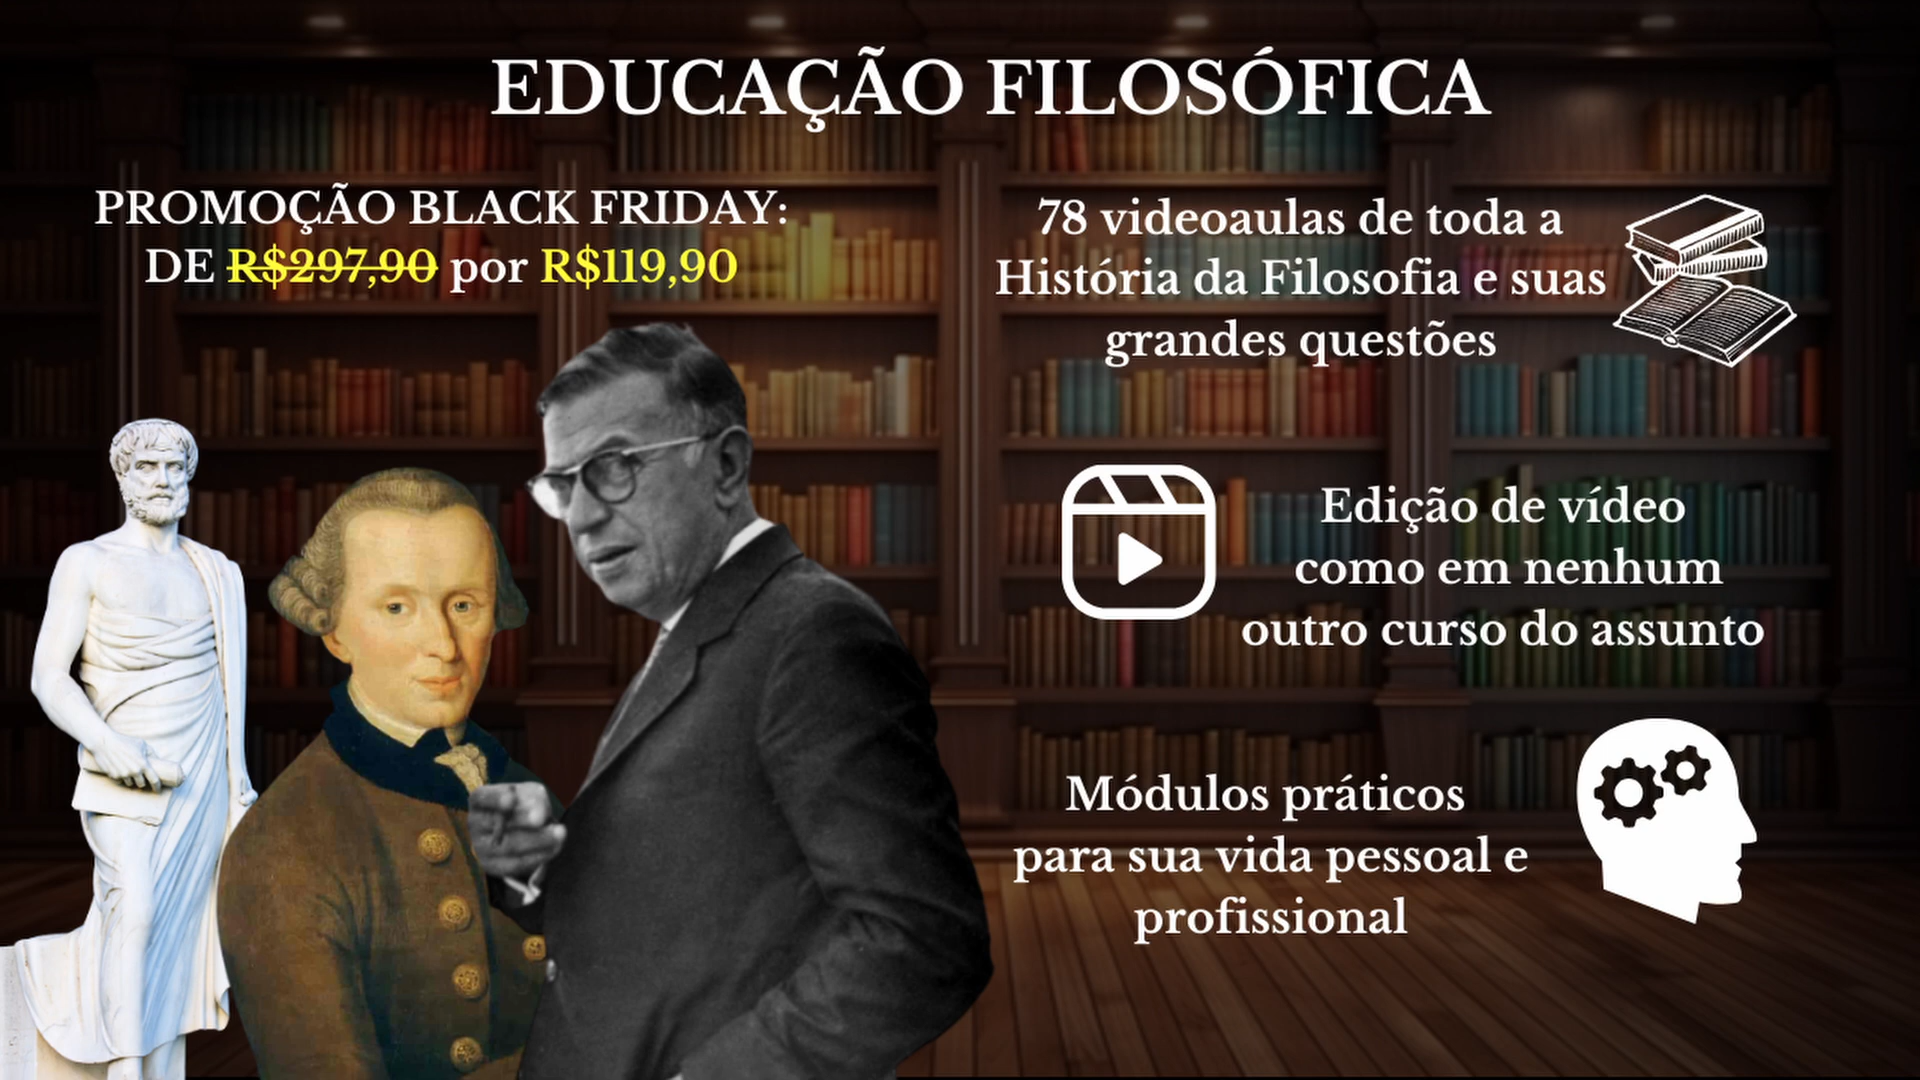 EDUCAÇÃO FILOSÓFICA
PROMOÇÃO BLACK FRIDAY:
DE R$297,90 por R$119,90
78 videoaulas de toda a
História da Filosofia e suas
grandes questões
Edição de vídeo
como em nenhum
outro curso do assunto
Módulos práticos
para sua vida pessoal e
profissional